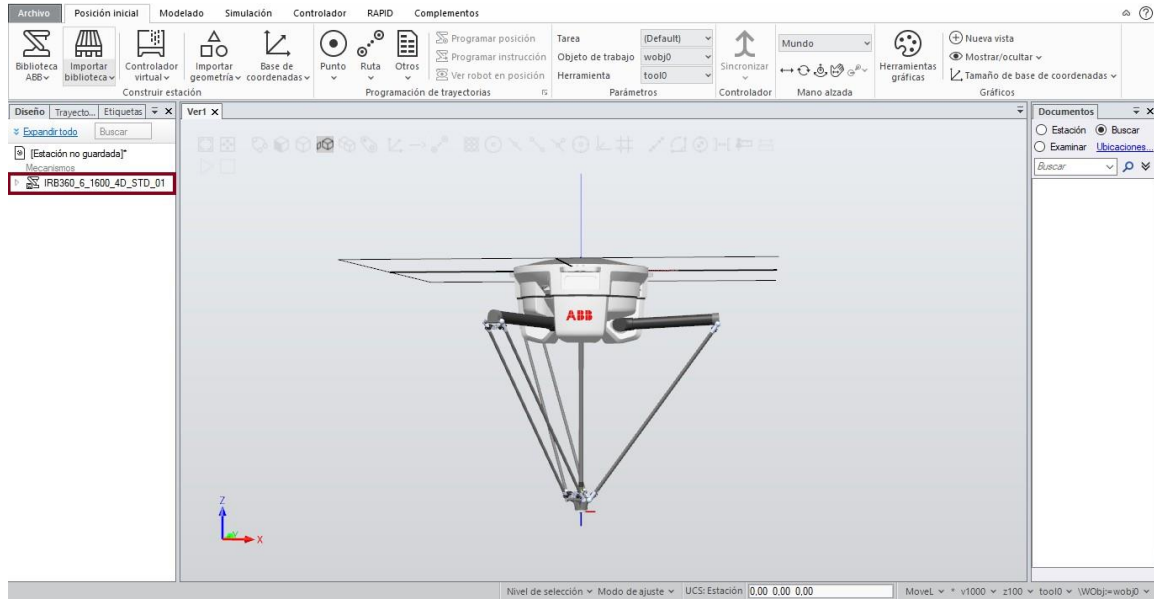 Archivo Posición inicial Modelado Simulación Controlador RAPID Complementos
Biblioteca ABB
Importar biblioteca
Controlador virtual
Importar geometría
Base de coordenadas
Construir estación
Punto
Ruta
Otros
Programar posición
Programar instrucción
Ver robot en posición
Programación de trayectorias
Tarea (Default)
Objeto de trabajo wobj0
Herramienta tool0
Parámetros
Sincronizar
Controlador
Mundo
Mano alzada
Herramientas gráficas
Nueva vista
Mostrar/ocultar
Tamaño de base de coordenadas
Gráficos
Diseño Trayecto... Etiquetas
Expandir todo Buscar
[Estación no guardada]*
Mecanismos
IRB360_6_1600_4D_STD_01
Ver1
ABB
Z
Y
X
Documentos
Estación Buscar
Examinar Ubicaciones...
Buscar
Nivel de selección Modo de ajuste UCS: Estación 0,00 0,00 0,00 MoveL * v1000 z100 tool0 \WObj:=wobj0